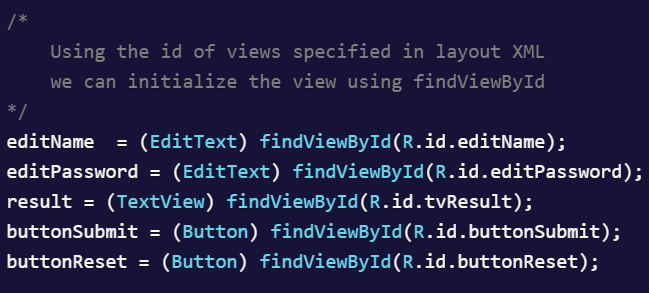 /*
    Using the id of views specified in layout XML
    we can initialize the view using findViewById
*/
editName  = (EditText) findViewById(R.id.editName);
editPassword = (EditText) findViewById(R.id.editPassword);
result = (TextView) findViewById(R.id.tvResult);
buttonSubmit = (Button) findViewById(R.id.buttonSubmit);
buttonReset = (Button) findViewById(R.id.buttonReset);